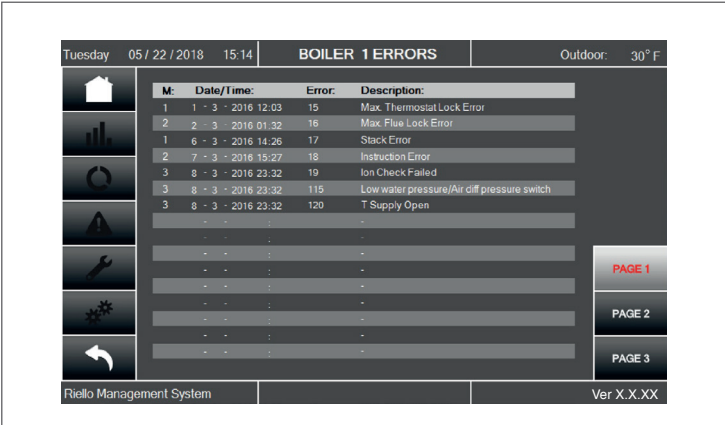 Tuesday 05 / 22 / 2018 15:14 BOILER 1 ERRORS Outdoor: 30° F
M: Date/Time: Error: Description:
1 1 - 3 - 2016 12:03 15 Max. Thermostat Lock Error
2 2 - 3 - 2016 01:32 16 Max. Flue Lock Error
1 6 - 3 - 2016 14:26 17 Stack Error
2 7 - 3 - 2016 15:27 18 Instruction Error
3 8 - 3 - 2016 23:32 19 Ion Check Failed
3 8 - 3 - 2016 23:32 115 Low water pressure/Air diff pressure switch
3 8 - 3 - 2016 23:32 120 T Supply Open
- - : -
- - : -
- - : -
- - : -
- - : -
- - : -
- - : -
- - : -
- - : -
PAGE 1
PAGE 2
PAGE 3
Riello Management System Ver X.X.XX